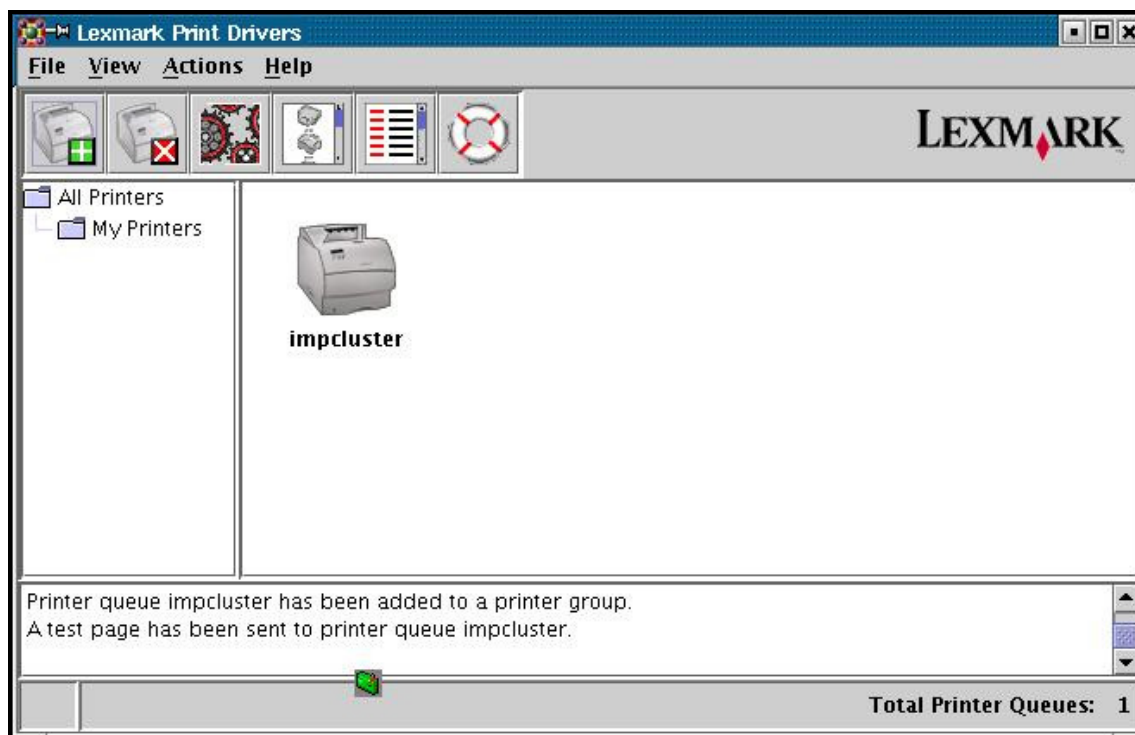 Lexmark Print Drivers
File View Actions Help
LEXMARK
All Printers
My Printers
impcluster
Printer queue impcluster has been added to a printer group.
A test page has been sent to printer queue impcluster.
Total Printer Queues: 1